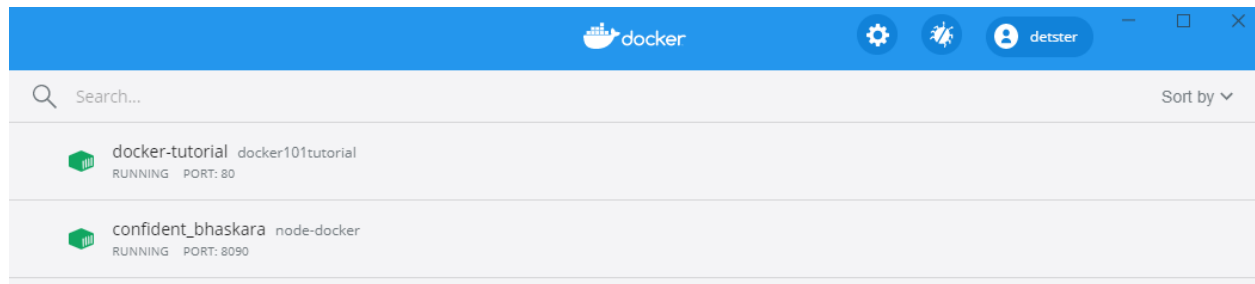 docker
detster
Search...
Sort by
docker-tutorial docker101tutorial
RUNNING PORT: 80
confident_bhaskara node-docker
RUNNING PORT: 8090